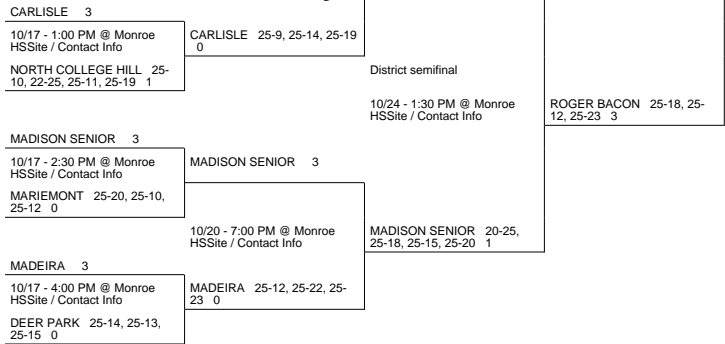 CARLISLE 3
10/17 - 1:00 PM @ Monroe
HSSite / Contact Info
NORTH COLLEGE HILL 25-
10, 22-25, 25-11, 25-19 1
CARLISLE 25-9, 25-14, 25-19
0
District semifinal
10/24 - 1:30 PM @ Monroe
HSSite / Contact Info
ROGER BACON 25-18, 25-
12, 25-23 3
MADISON SENIOR 3
10/17 - 2:30 PM @ Monroe
HSSite / Contact Info
MARIEMONT 25-20, 25-10,
25-12 0
MADISON SENIOR 3
10/20 - 7:00 PM @ Monroe
HSSite / Contact Info
MADISON SENIOR 20-25,
25-18, 25-15, 25-20 1
MADEIRA 3
10/17 - 4:00 PM @ Monroe
HSSite / Contact Info
DEER PARK 25-14, 25-13,
25-15 0
MADEIRA 25-12, 25-22, 25-
23 0